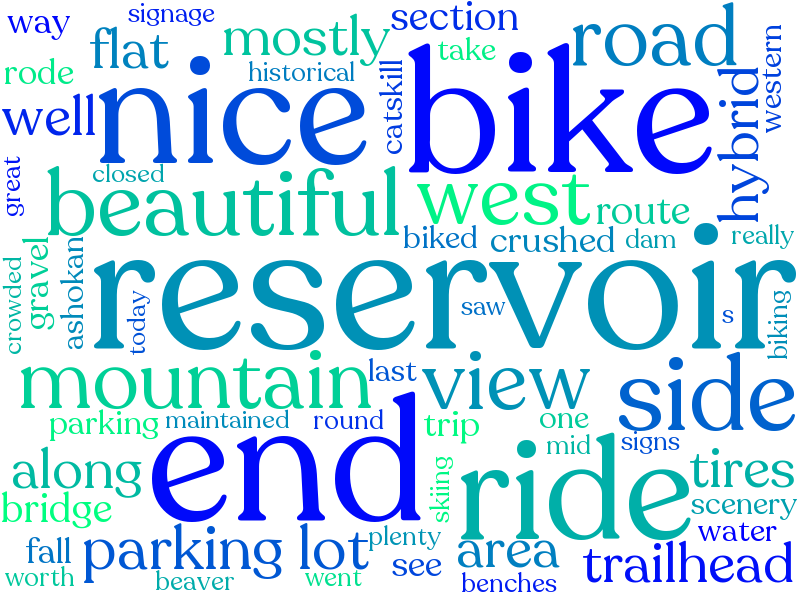 way
signage
mostly
section
road
flat
take
rode
historical
nice
bike
catskill
hybrid
western
well
great
closed
beautiful
west
route
biked
crushed
dam
really
crowded
gravel
ashokan
today
reservoir
saw
s
biking
mountain
last
view
side
parking
maintained
round
trip
one
mid
signs
along
end
skiing
ride
tires
bridge
scenery
water
fall
parking lot
plenty
see
area
trailhead
worth
beaver
went
benches